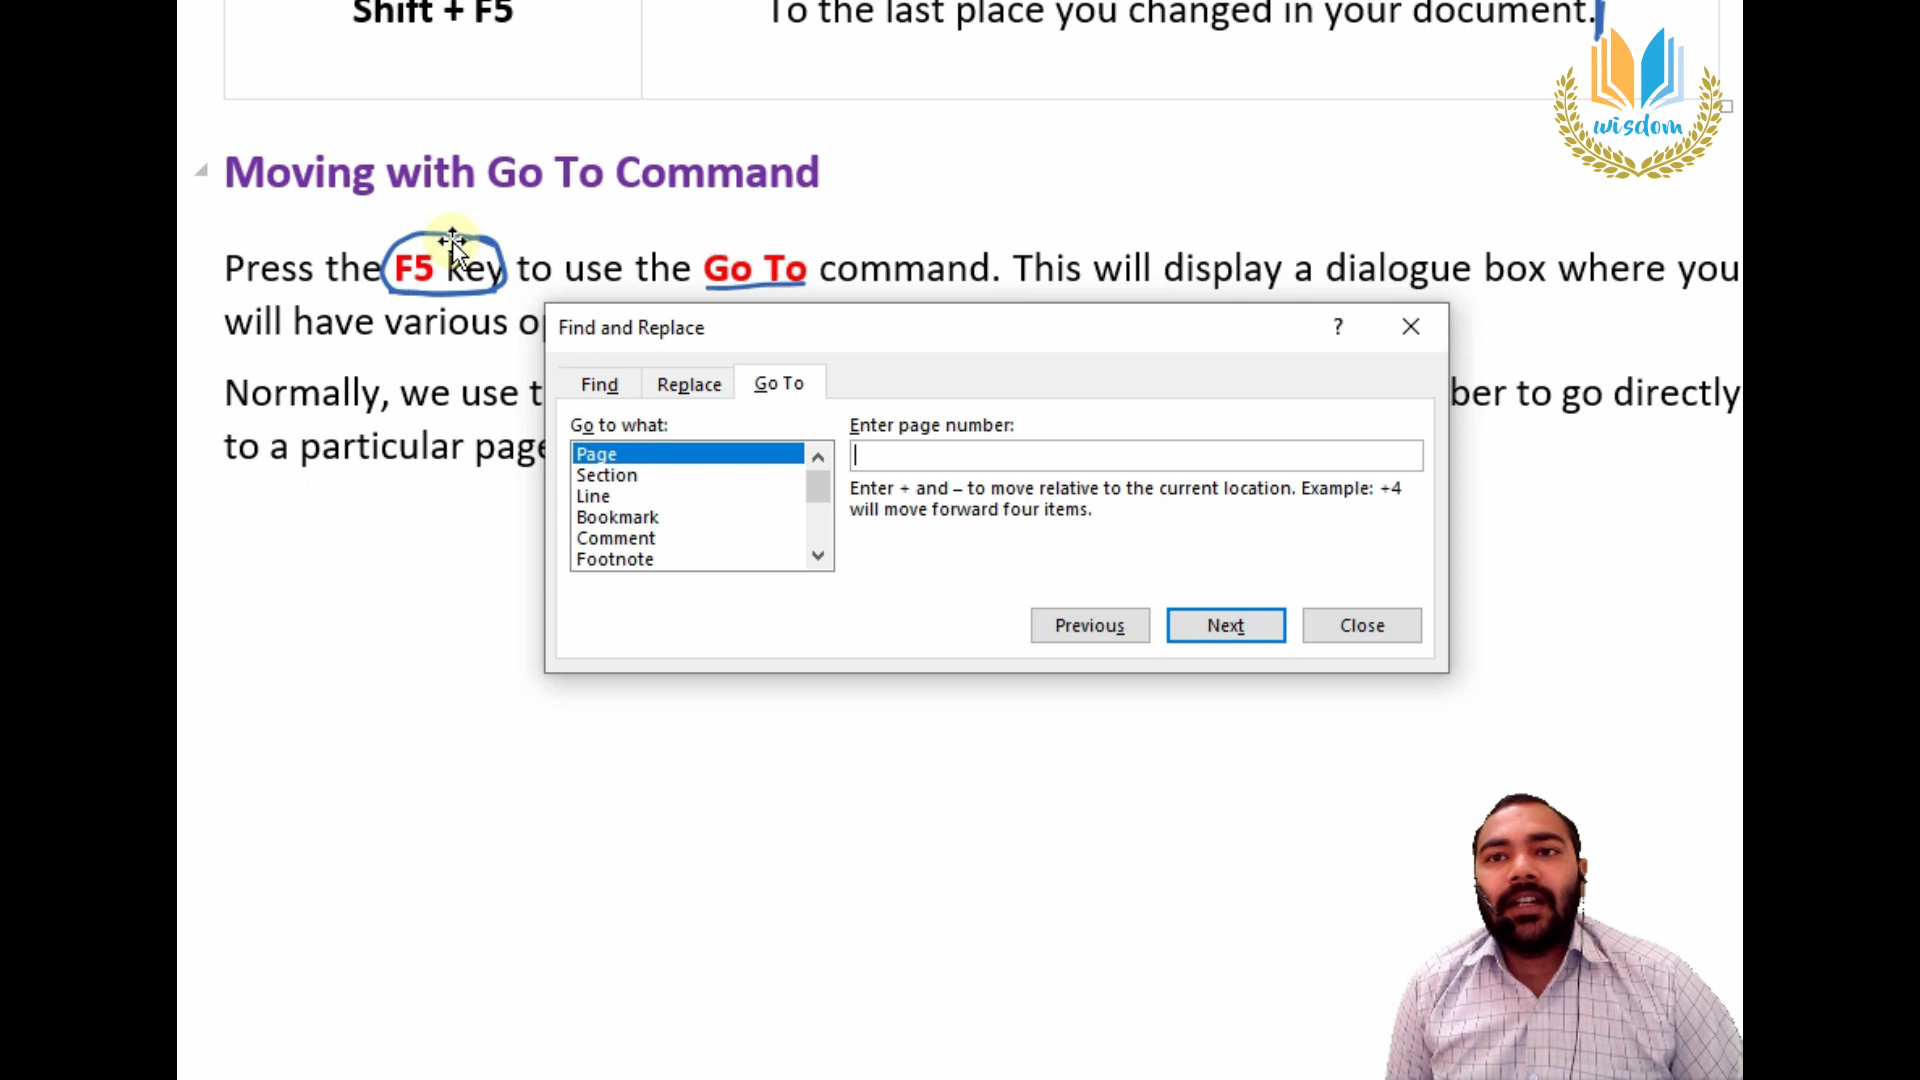 Shift + F5
To the last place you changed in your document.
wisdom
Moving with Go To Command
Press the F5 key to use the Go To command. This will display a dialogue box where you
will have various
Normally, we use
ber to go directly
to a particular page
Find and Replace
?
Find
Replace
Go To
Go to what:
Page
Section
Line
Bookmark
Comment
Footnote
Enter page number:
Enter + and – to move relative to the current location. Example: +4
will move forward four items.
Previous
Next
Close